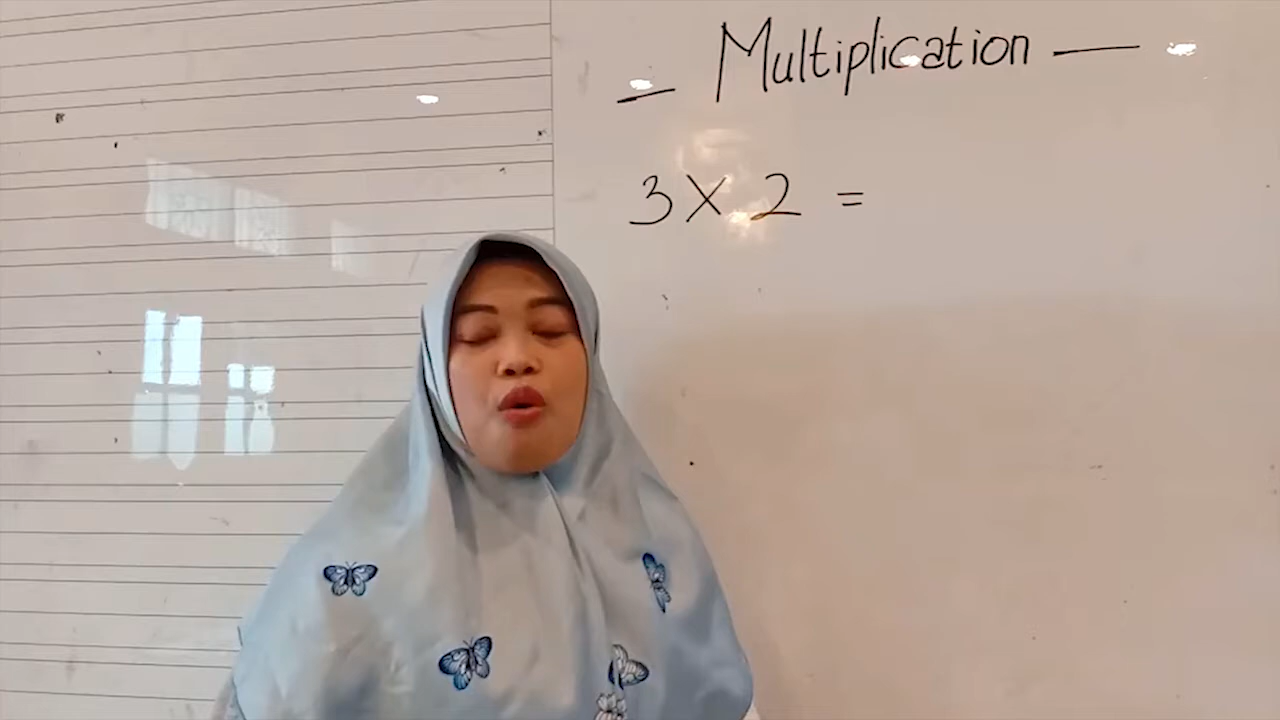 - Multiplication -
3 X 2 =